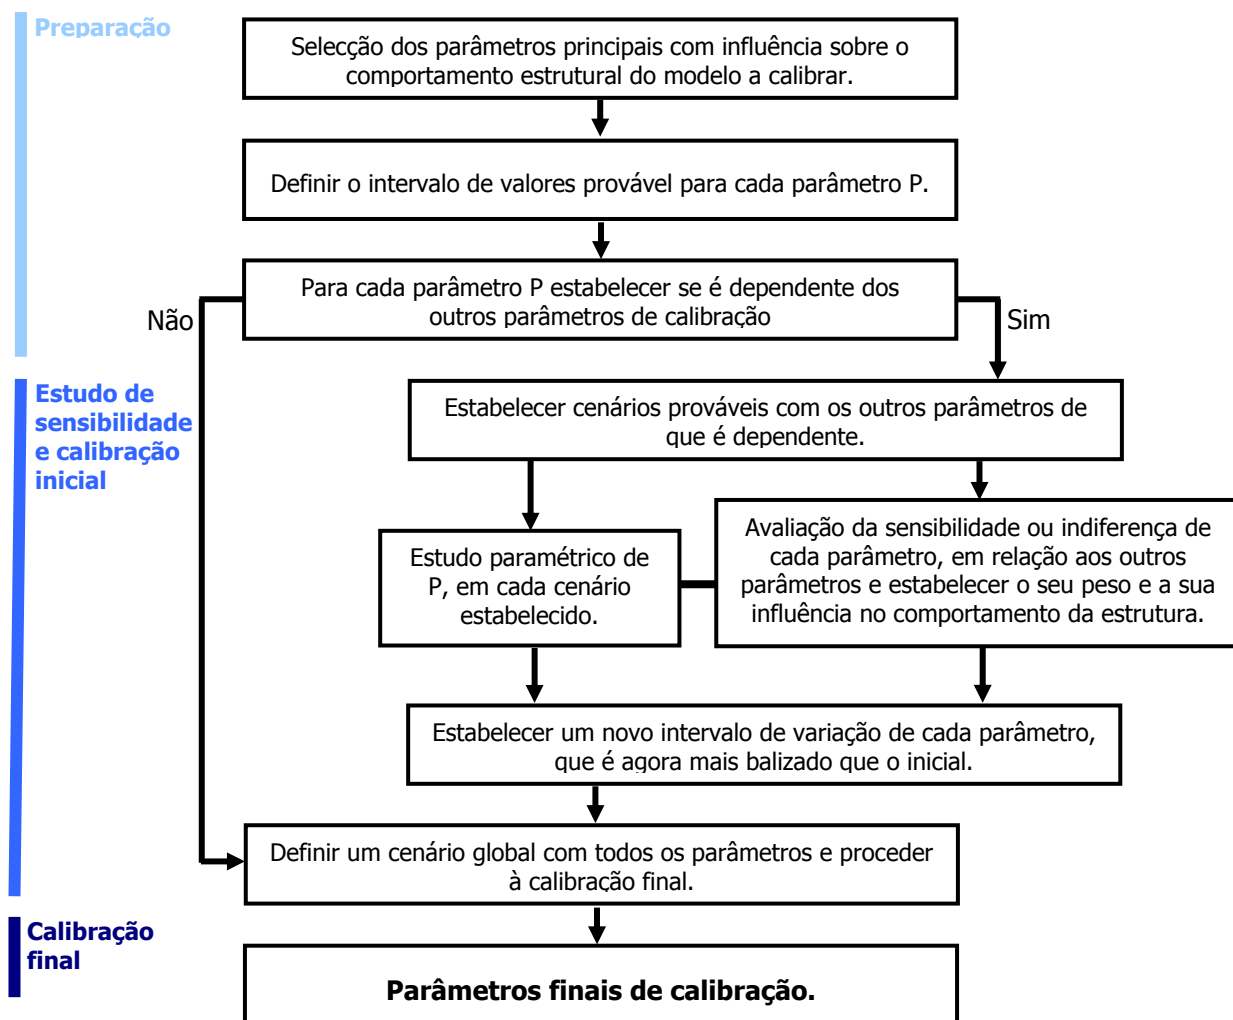 Preparação
Selecção dos parâmetros principais com influência sobre o
comportamento estrutural do modelo a calibrar.
Definir o intervalo de valores provável para cada parâmetro P.
Para cada parâmetro P estabelecer se é dependente dos
outros parâmetros de calibração
Não
Sim
Estudo de
sensibilidade
e calibração
inicial
Estabelecer cenários prováveis com os outros parâmetros de
que é dependente.
Estudo paramétrico de
P, em cada cenário
estabelecido.
Avaliação da sensibilidade ou indiferença de
cada parâmetro, em relação aos outros
parâmetros e estabelecer o seu peso e a sua
influência no comportamento da estrutura.
Estabelecer um novo intervalo de variação de cada parâmetro,
que é agora mais balizado que o inicial.
Definir um cenário global com todos os parâmetros e proceder
à calibração final.
Calibração
final
Parâmetros finais de calibração.